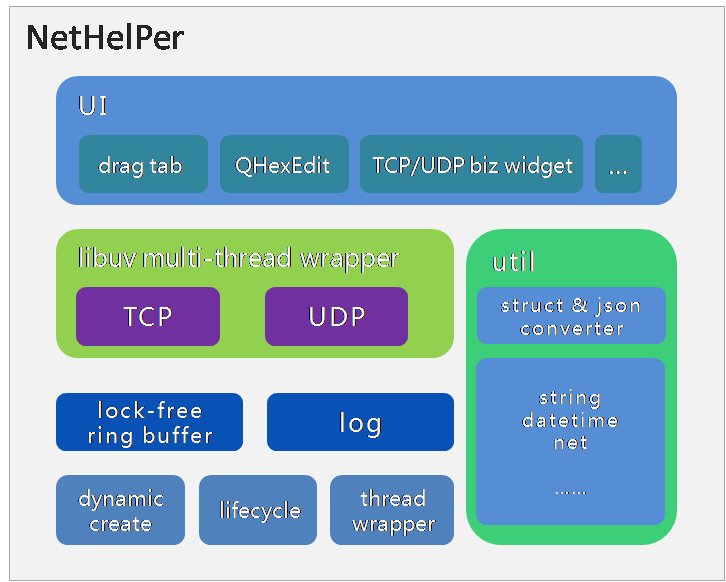 NetHelPer
UI
drag tab
QHexEdit
TCP/UDP biz widget
...
libuv multi-thread wrapper
TCP
UDP
util
struct & json
converter
string
datetime
net
......
lock-free
ring buffer
log
dynamic
create
lifecycle
thread
wrapper